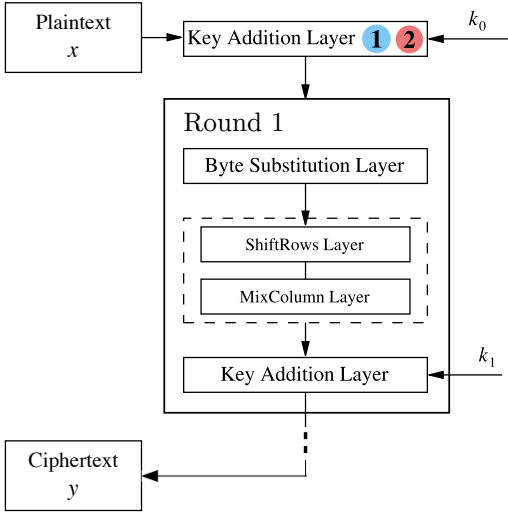 Plaintext
x
Key Addition Layer 1 2
k0
Round 1
Byte Substitution Layer
ShiftRows Layer
MixColumn Layer
Key Addition Layer
k1
Ciphertext
y